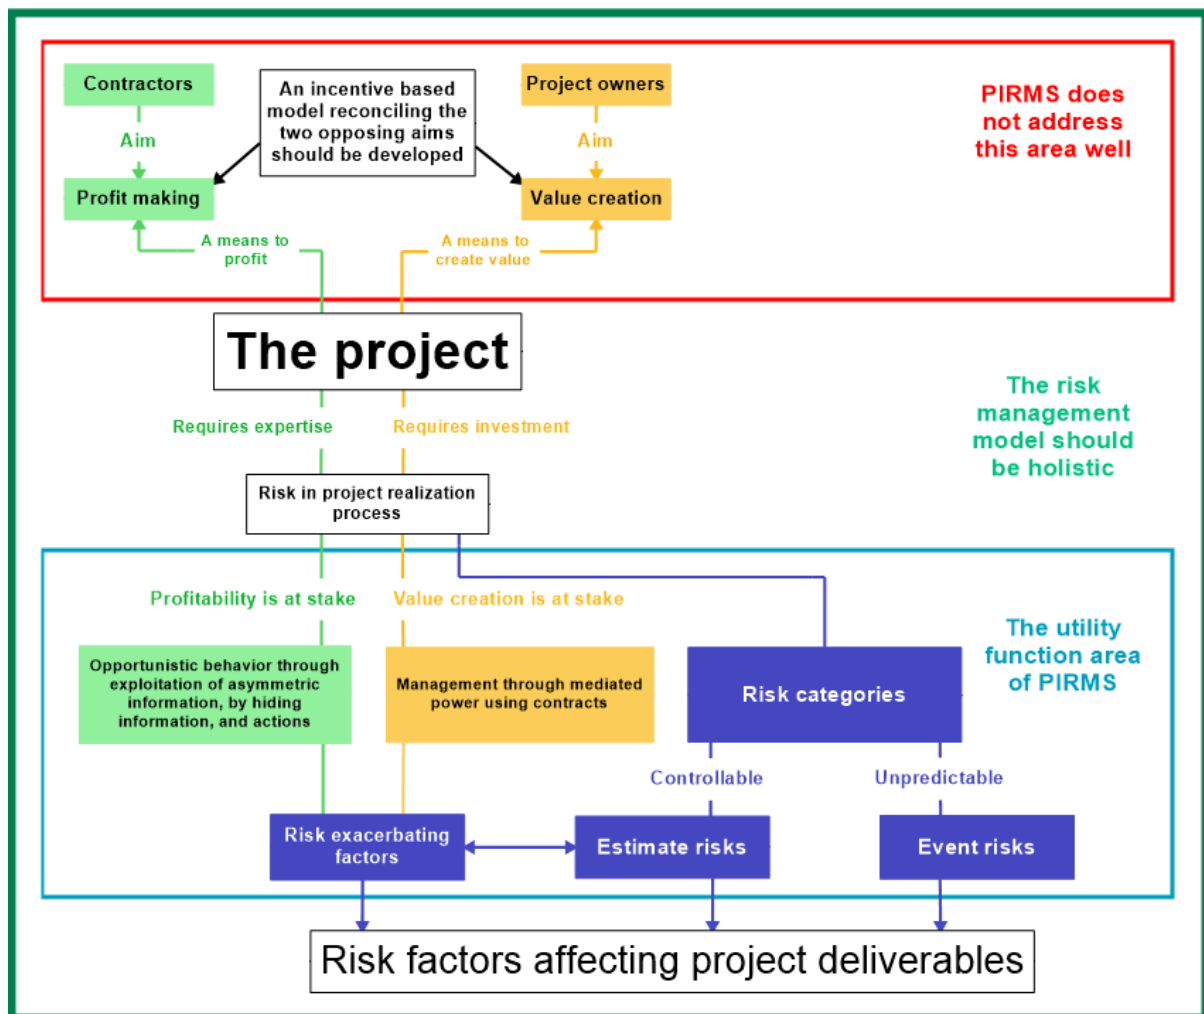 Contractors
An incentive based
model reconciling the
two opposing aims
should be developed
Project owners
PIRMS does
not address
this area well
Aim
Aim
Profit making
Value creation
A means to
profit
A means to
create value
The project
The risk
management
model should
be holistic
Requires expertise
Requires investment
Risk in project realization
process
Profitability is at stake
Value creation is at stake
The utility
function area
of PIRMS
Opportunistic behavior through
exploitation of asymmetric
information, by hiding
information, and actions
Management through mediated
power using contracts
Risk categories
Controllable
Unpredictable
Risk exacerbating
factors
Estimate risks
Event risks
Risk factors affecting project deliverables